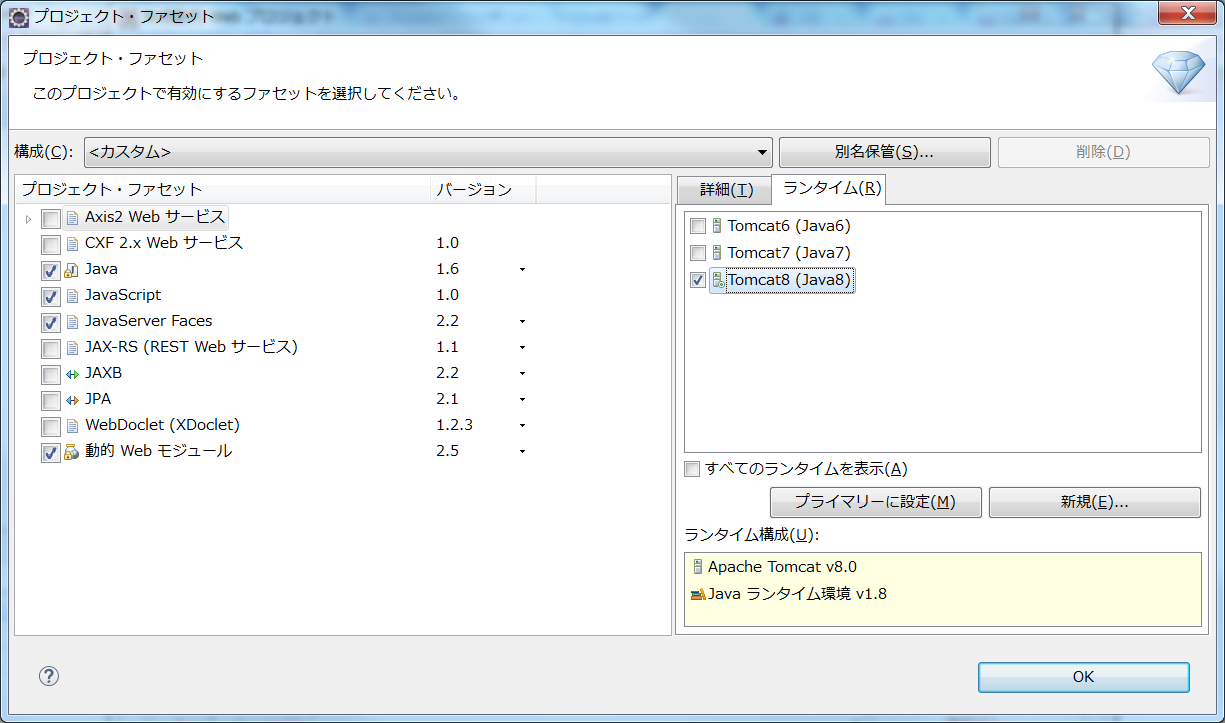 プロジェクト・ファセット
プロジェクト・ファセット
このプロジェクトで有効にするファセットを選択してください。
構成(C): <カスタム> 別名保管(S)... 削除(D)
プロジェクト・ファセット バージョン
詳細(T) ランタイム(R)
Axis2 Web サービス
CXF 2.x Web サービス 1.0
Java 1.6
JavaScript 1.0
JavaServer Faces 2.2
JAX-RS (REST Web サービス) 1.1
JAXB 2.2
JPA 2.1
WebDoclet (XDoclet) 1.2.3
動的 Web モジュール 2.5
Tomcat6 (Java6)
Tomcat7 (Java7)
Tomcat8 (Java8)
すべてのランタイムを表示(A)
プライマリーに設定(M) 新規(E)...
ランタイム構成(U):
Apache Tomcat v8.0
Java ランタイム環境 v1.8
?
OK